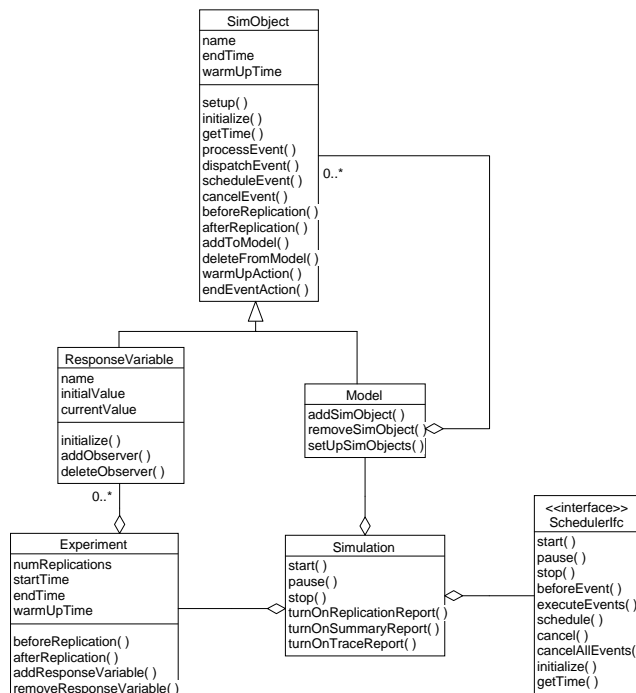 SimObject
name
endTime
warmUpTime
setup( )
initialize( )
getTime( )
processEvent( )
dispatchEvent( )
scheduleEvent( )
cancelEvent( )
beforeReplication( )
afterReplication( )
addToModel( )
deleteFromModel( )
warmUpAction( )
endEventAction( )
0..*
ResponseVariable
name
initialValue
currentValue
initialize( )
addObserver( )
deleteObserver( )
0..*
Model
addSimObject( )
removeSimObject( )
setUpSimObjects( )
Experiment
numReplications
startTime
endTime
warmUpTime
beforeReplication( )
afterReplication( )
addResponseVariable( )
removeResponseVariable( )
Simulation
start( )
pause( )
stop( )
turnOnReplicationReport( )
turnOnSummaryReport( )
turnOnTraceReport( )
<<interface>>
SchedulerIfc
start( )
pause( )
stop( )
beforeEvent( )
executeEvents( )
schedule( )
cancel( )
cancelAllEvents( )
initialize( )
getTime( )